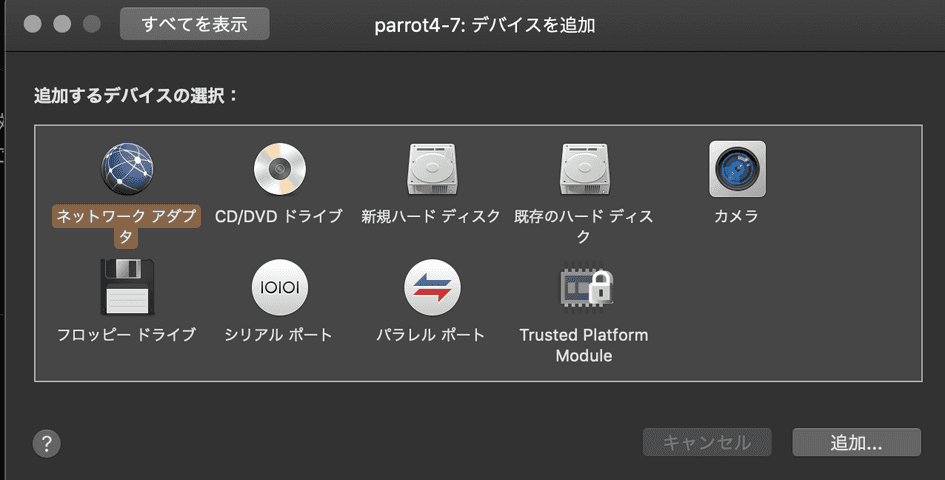 すべてを表示
parrot4-7: デバイスを追加
追加するデバイスの選択：
ネットワーク アダプ
タ
CD/DVD ドライブ
新規ハード ディスク
既存のハード ディス
ク
カメラ
フロッピー ドライブ
シリアル ポート
IOIOI
パラレル ポート
Trusted Platform
Module
?
キャンセル
追加...